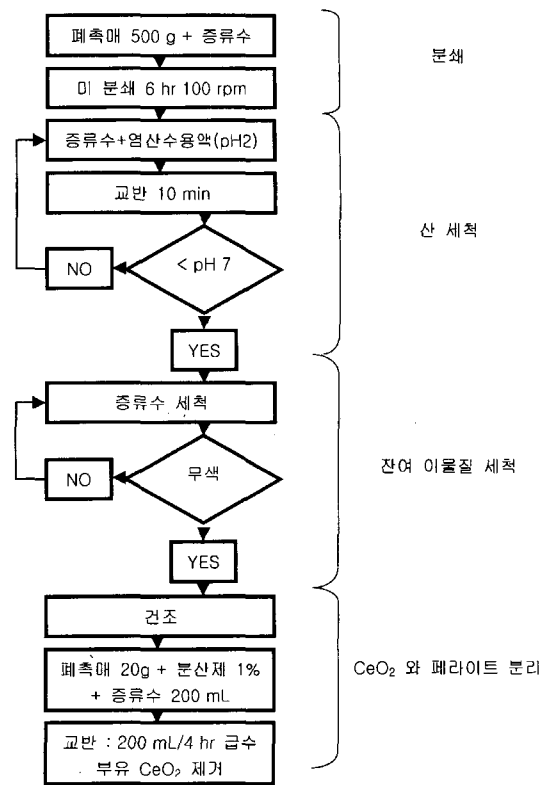 폐촉매 500 g + 증류수
분쇄
미 분쇄 6 hr 100 rpm
증류수+염산수용액(pH2)
교반 10 min
산 세척
< pH 7
NO
YES
증류수 세척
무색
NO
잔여 이물질 세척
YES
건조
폐촉매 20g + 분산제 1%
+ 증류수 200 mL
CeO₂ 와 페라이트 분리
교반 : 200 mL/4 hr 급수
부유 CeO₂ 제거